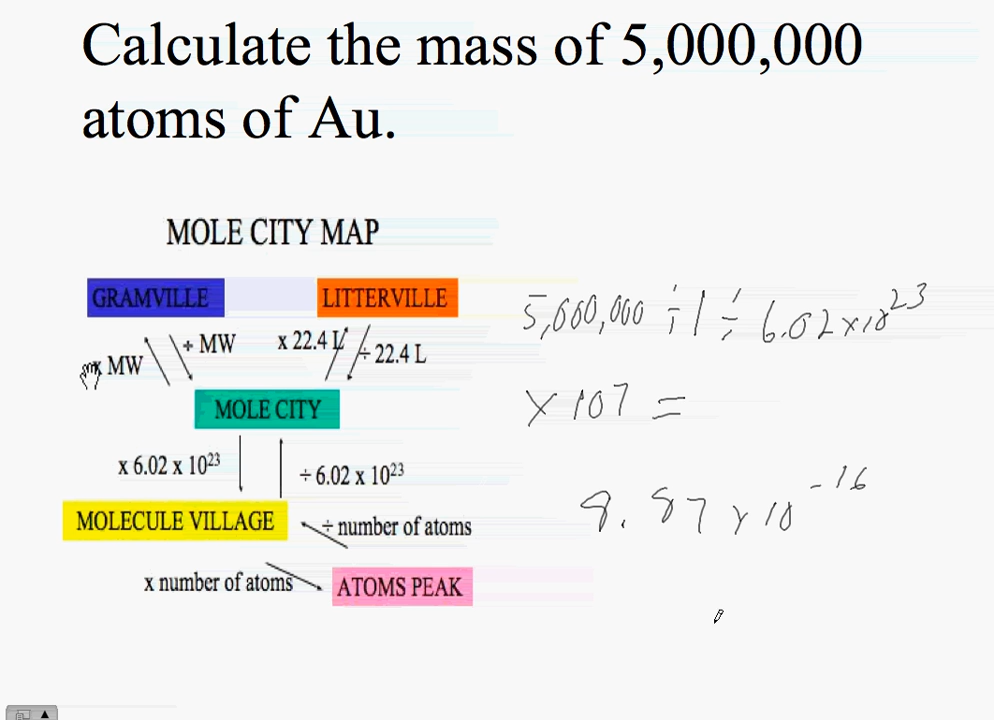 Calculate the mass of 5,000,000
atoms of Au.
MOLE CITY MAP
GRAMVILLE
LITTERVILLE
x MW
÷ MW
x 22.4 L
÷ 22.4 L
MOLE CITY
x 6.02 x 10²³
÷ 6.02 x 10²³
MOLECULE VILLAGE
÷ number of atoms
x number of atoms
ATOMS PEAK
5,000,000 ÷ 1 ÷ 6.02 x 10²³
x 107 =
8.87 x 10⁻¹⁶